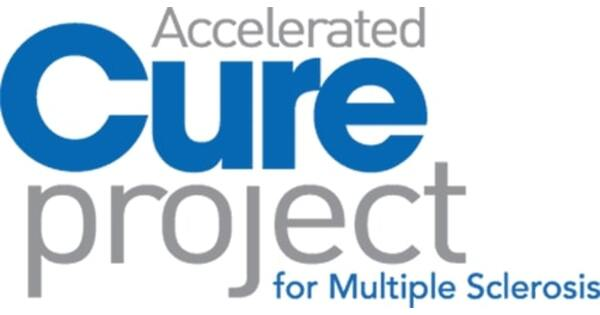 Accelerated
Cure
project
for Multiple Sclerosis